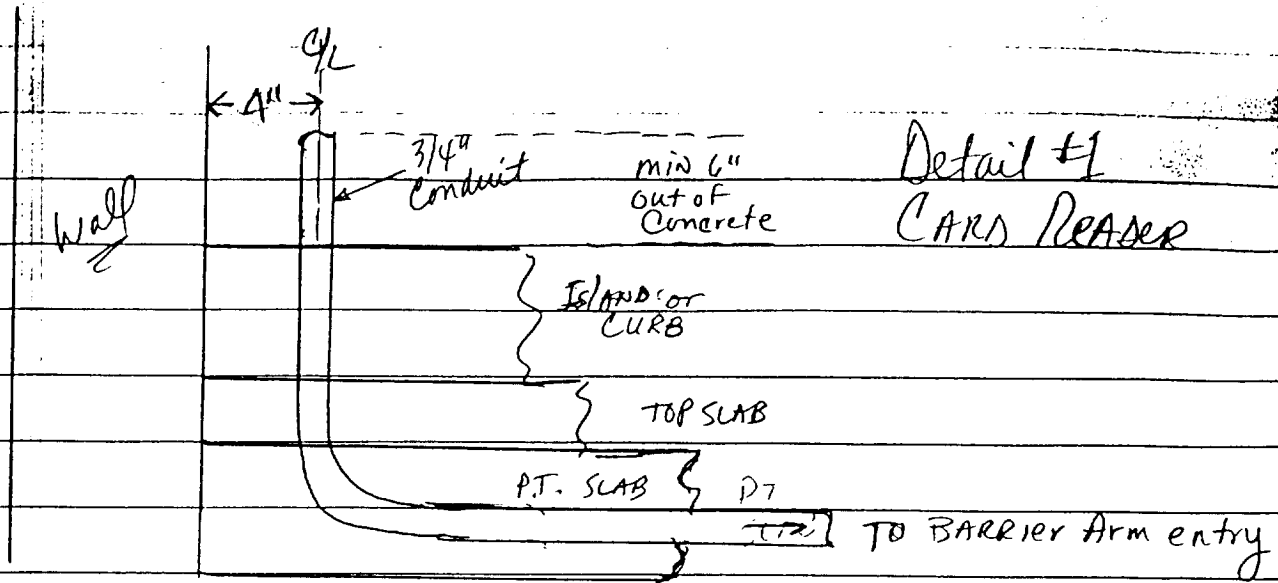 C/L
4"
3/4"
Conduit
min 6"
out of
Concrete
Detail #1
CARD READER
Wall
ISLAND or
CURB
TOP SLAB
P.T. SLAB
D7
TO BARRIER Arm entry